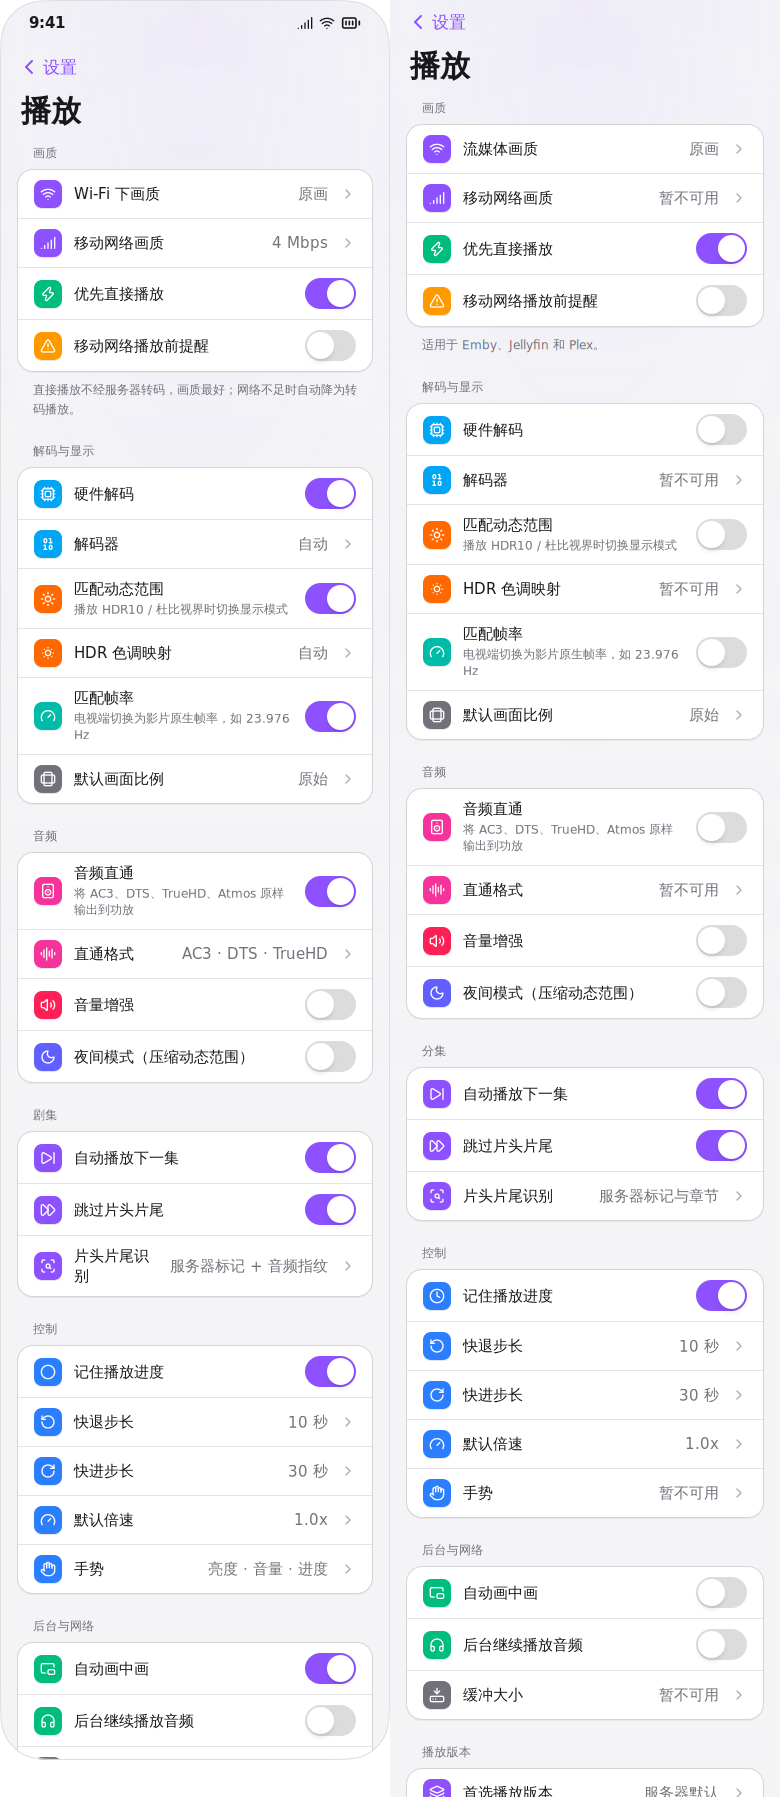 9:41
设置
播放
画质
Wi-Fi 下画质
原画
移动网络画质
4 Mbps
优先直接播放
移动网络播放前提醒
直接播放不经服务器转码，画质最好；网络不足时自动降为转
码播放。
解码与显示
硬件解码
01
10
解码器
自动
匹配动态范围
播放 HDR10 / 杜比视界时切换显示模式
HDR 色调映射
自动
匹配帧率
电视端切换为影片原生帧率，如 23.976
Hz
默认画面比例
原始
音频
音频直通
将 AC3、DTS、TrueHD、Atmos 原样
输出到功放
直通格式
AC3 · DTS · TrueHD
音量增强
夜间模式（压缩动态范围）
剧集
自动播放下一集
跳过片头片尾
片头片尾识
别
服务器标记 + 音频指纹
控制
记住播放进度
快退步长
10 秒
快进步长
30 秒
默认倍速
1.0x
手势
亮度 · 音量 · 进度
后台与网络
自动画中画
后台继续播放音频
设置
播放
画质
流媒体画质
原画
移动网络画质
暂不可用
优先直接播放
移动网络播放前提醒
适用于 Emby、Jellyfin 和 Plex。
解码与显示
硬件解码
01
10
解码器
暂不可用
匹配动态范围
播放 HDR10 / 杜比视界时切换显示模式
HDR 色调映射
暂不可用
匹配帧率
电视端切换为影片原生帧率，如 23.976
Hz
默认画面比例
原始
音频
音频直通
将 AC3、DTS、TrueHD、Atmos 原样
输出到功放
直通格式
暂不可用
音量增强
夜间模式（压缩动态范围）
分集
自动播放下一集
跳过片头片尾
片头片尾识别
服务器标记与章节
控制
记住播放进度
快退步长
10 秒
快进步长
30 秒
默认倍速
1.0x
手势
暂不可用
后台与网络
自动画中画
后台继续播放音频
缓冲大小
暂不可用
播放版本
首选播放版本
服务器默认